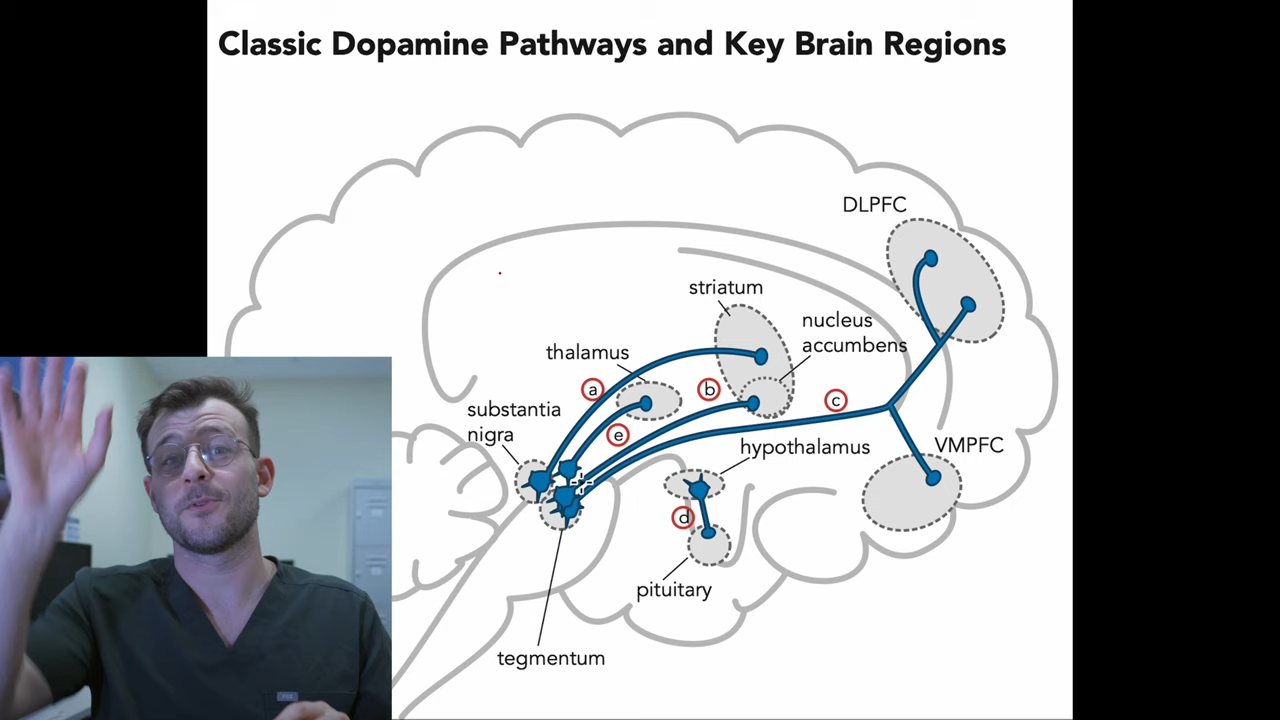 Classic Dopamine Pathways and Key Brain Regions
DLPFC
striatum
nucleus
accumbens
thalamus
a
b
c
substantia
nigra
e
hypothalamus
VMPFC
d
pituitary
tegmentum